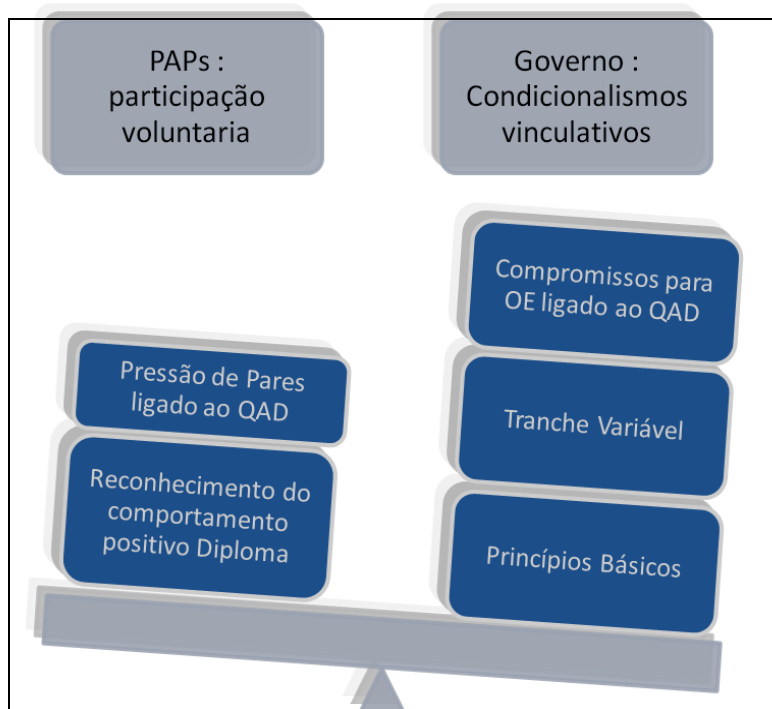 PAPs :
participação
voluntaria
Governo :
Condicionalismos
vinculativos
Pressão de Pares
ligado ao QAD
Reconhecimento do
comportamento
positivo Diploma
Compromissos para
OE ligado ao QAD
Tranche Variável
Princípios Básicos